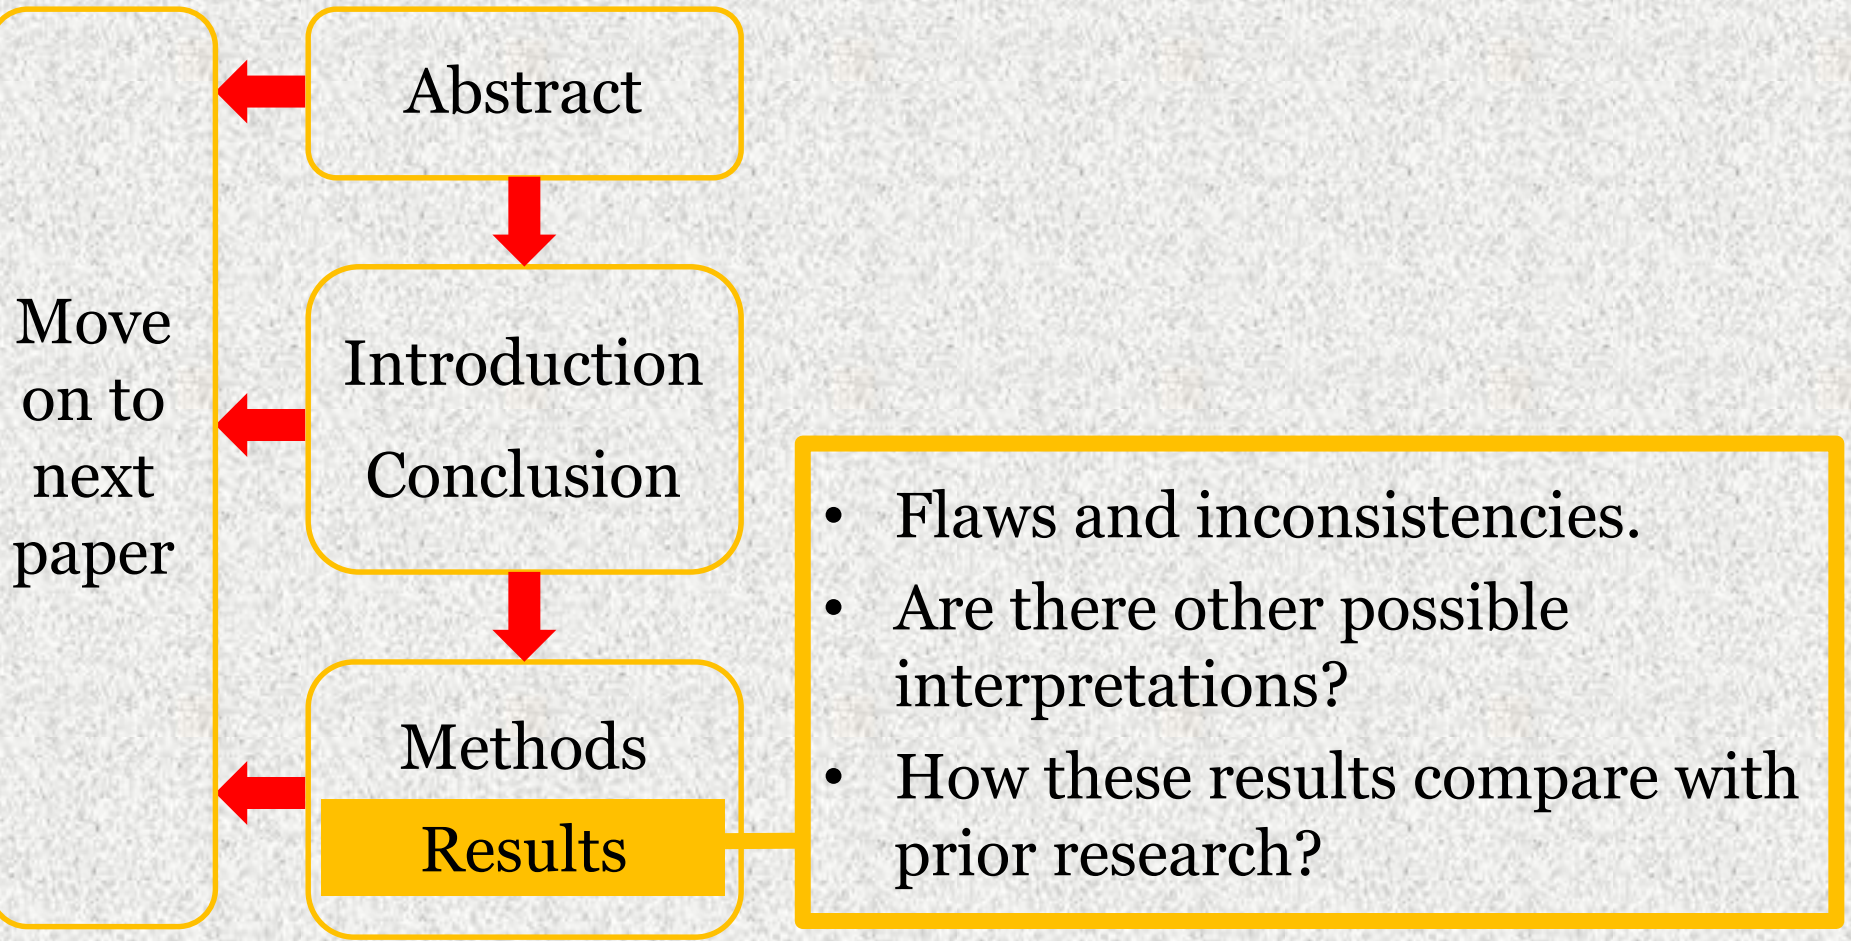 Abstract
Move
on to
next
paper
Introduction
Conclusion
Methods
Results
• Flaws and inconsistencies.
• Are there other possible
interpretations?
• How these results compare with
prior research?